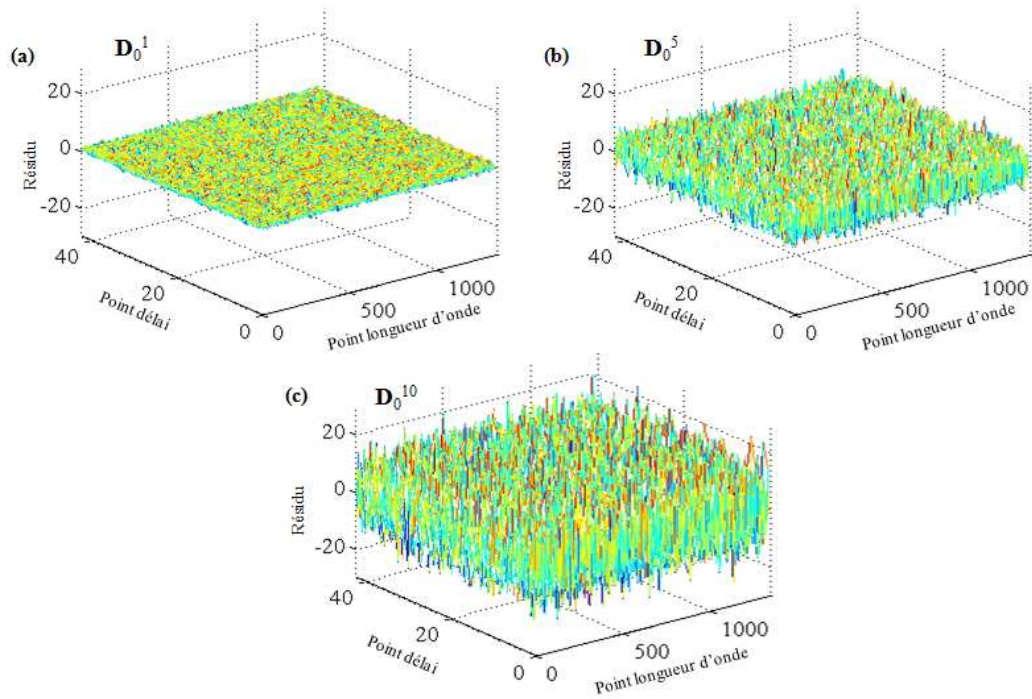 (a)
D₀¹
20
0
-20
Résidu
40
20
0
Point délai
0
500
1000
Point longueur d'onde
(b)
D₀⁵
20
0
-20
Résidu
40
20
0
Point délai
0
500
1000
Point longueur d'onde
(c)
D₀¹⁰
20
0
-20
Résidu
40
20
0
Point délai
0
500
1000
Point longueur d'onde